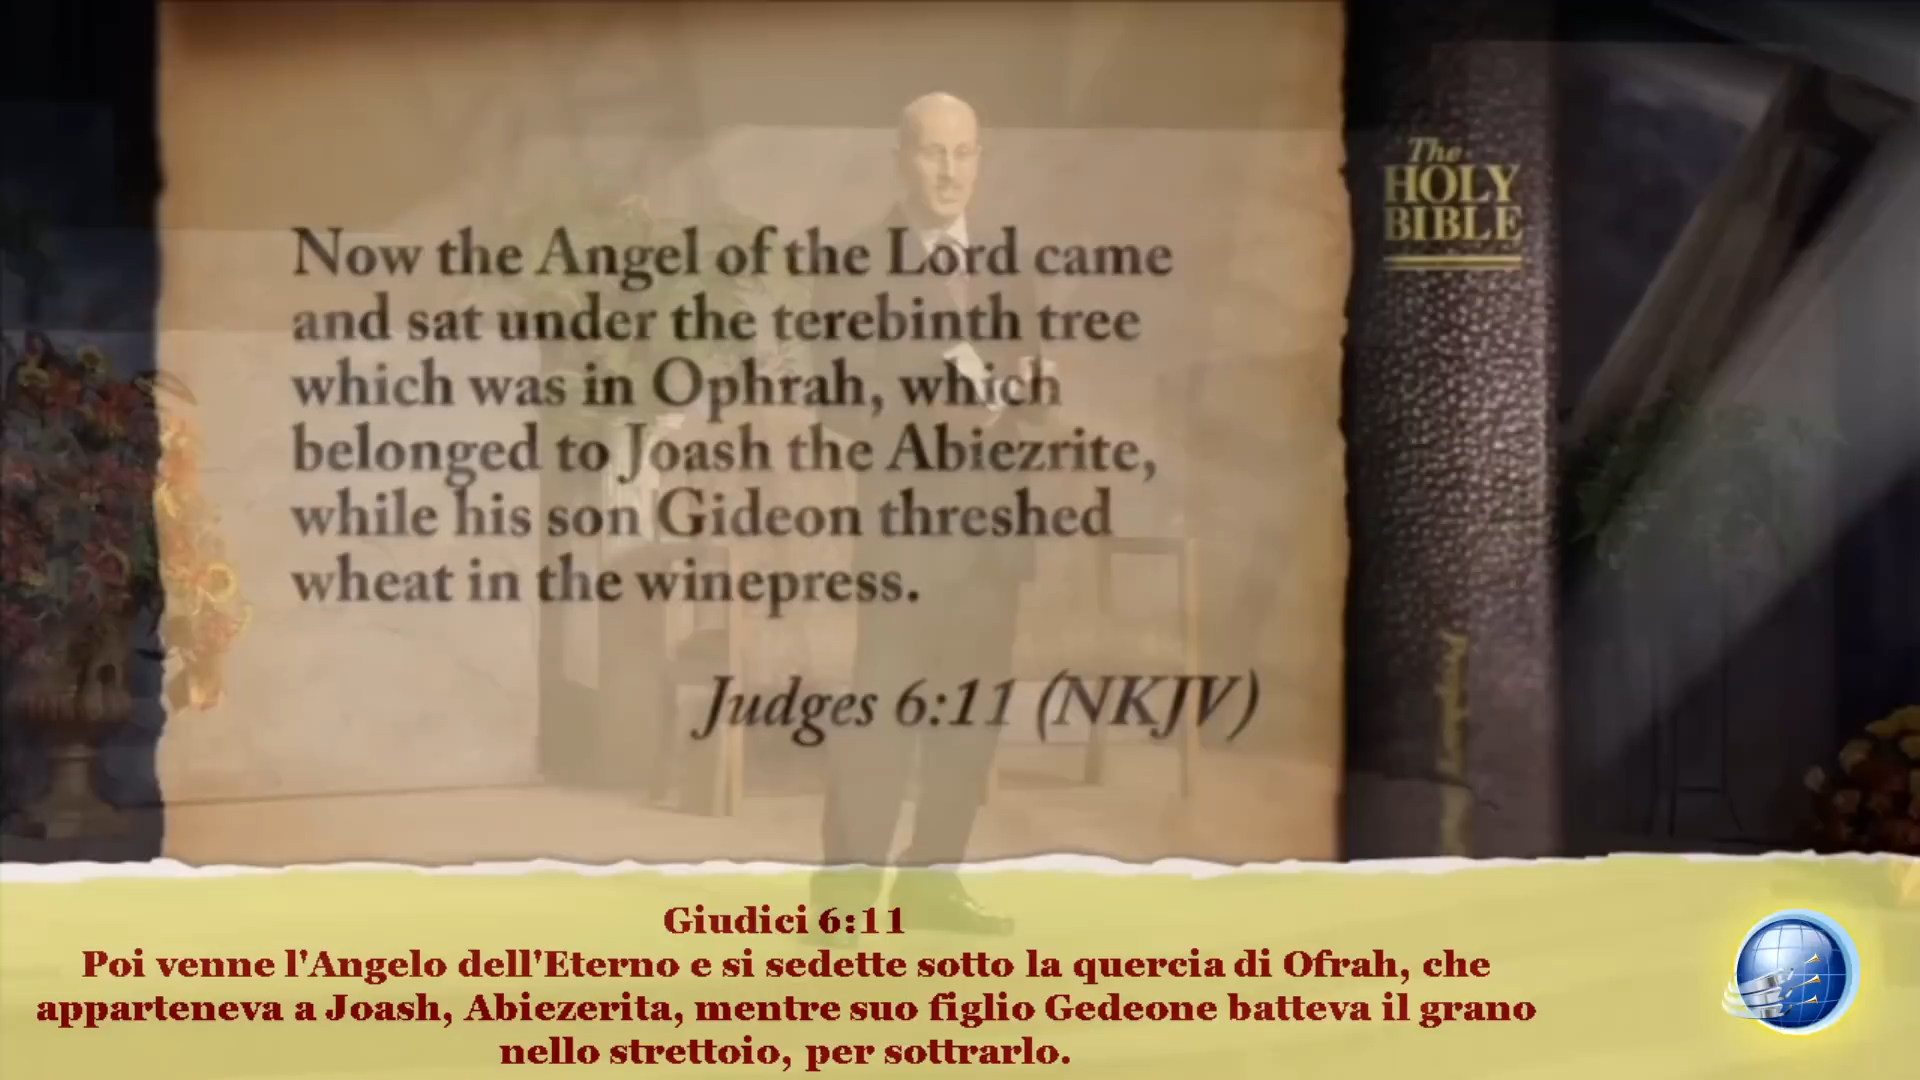 The
HOLY
BIBLE
Now the Angel of the Lord came
and sat under the terebinth tree
which was in Ophrah, which
belonged to Joash the Abiezrite,
while his son Gideon threshed
wheat in the winepress.
Judges 6:11 (NKJV)
Giudici 6:11
Poi venne l'Angelo dell'Eterno e si sedette sotto la quercia di Ofrah, che
apparteneva a Joash, Abiezerita, mentre suo figlio Gedeone batteva il grano
nello strettoio, per sottrarlo.